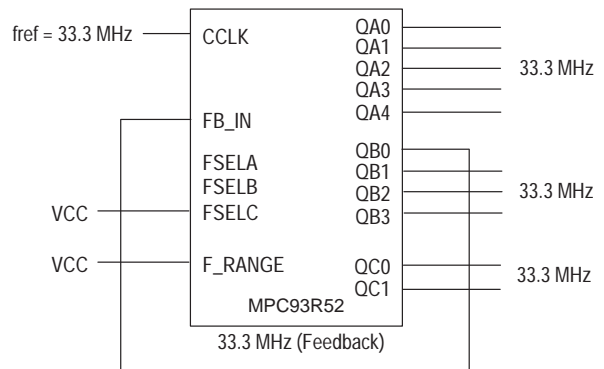 fref = 33.3 MHz
CCLK
QA0
QA1
QA2
QA3
QA4
33.3 MHz
FB_IN
QB0
QB1
QB2
QB3
33.3 MHz
FSELA
FSELB
VCC
FSELC
VCC
F_RANGE
QC0
QC1
33.3 MHz
MPC93R52
33.3 MHz (Feedback)